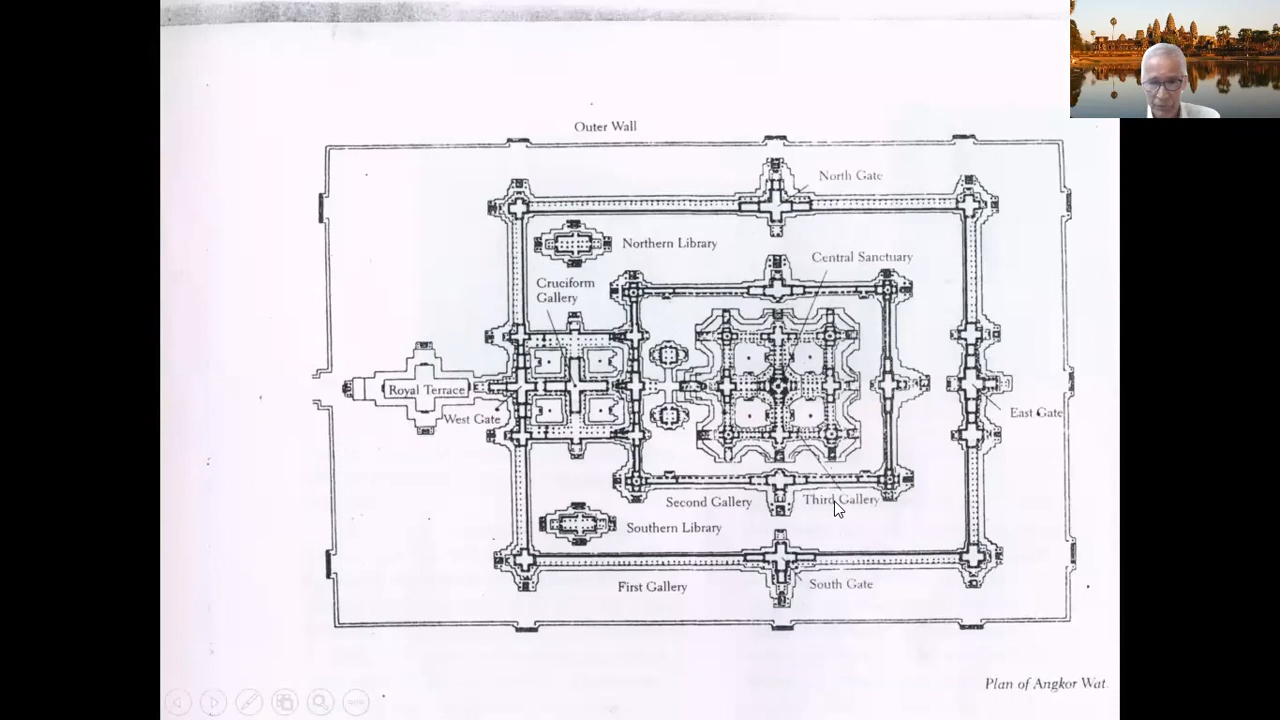 Outer Wall
North Gate
Northern Library
Central Sanctuary
Cruciform
Gallery
Royal Terrace
West Gate
East Gate
Second Gallery
Third Gallery
Southern Library
First Gallery
South Gate
Plan of Angkor Wat.